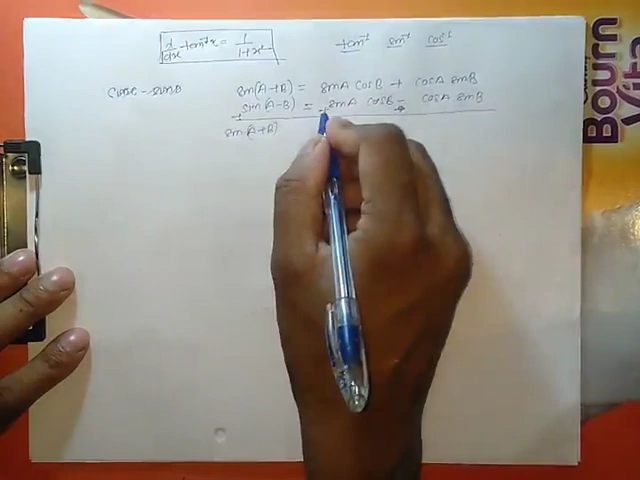 d/dx tan⁻¹x = 1/1+x²
tan⁻¹ sin⁻¹ cos⁻¹
cosθ - sinθ
sin(A+B) = sinA cosB + cosA sinB
sin(A-B) = sinA cosB - cosA sinB
sin(A+B)
Bourn
Vita